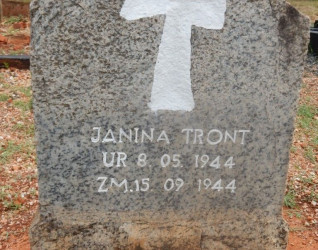 JANINA TRONT
UR 8. 05. 1944
ZM.15 09 1944